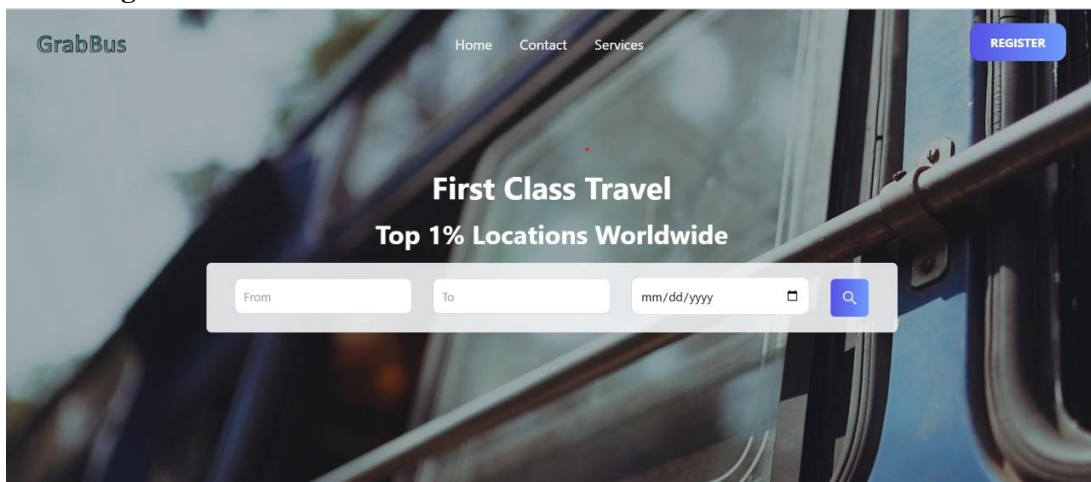 GrabBus
Home Contact Services
REGISTER
First Class Travel
Top 1% Locations Worldwide
From
To
mm/dd/yyyy